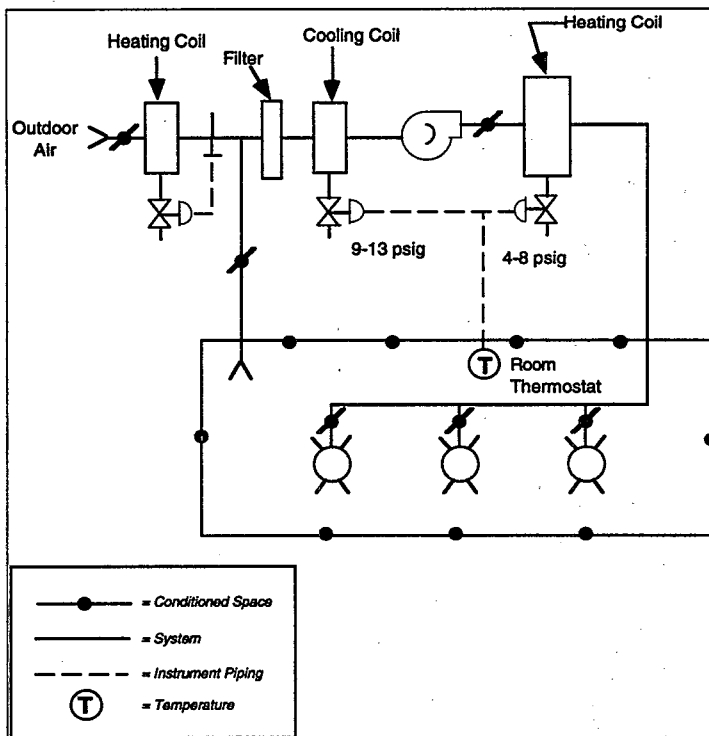 Heating Coil
Cooling Coil
Heating Coil
Filter
Outdoor
Air
9-13 psig
4-8 psig
T
Room
Thermostat
= Conditioned Space
= System
= Instrument Piping
T
= Temperature